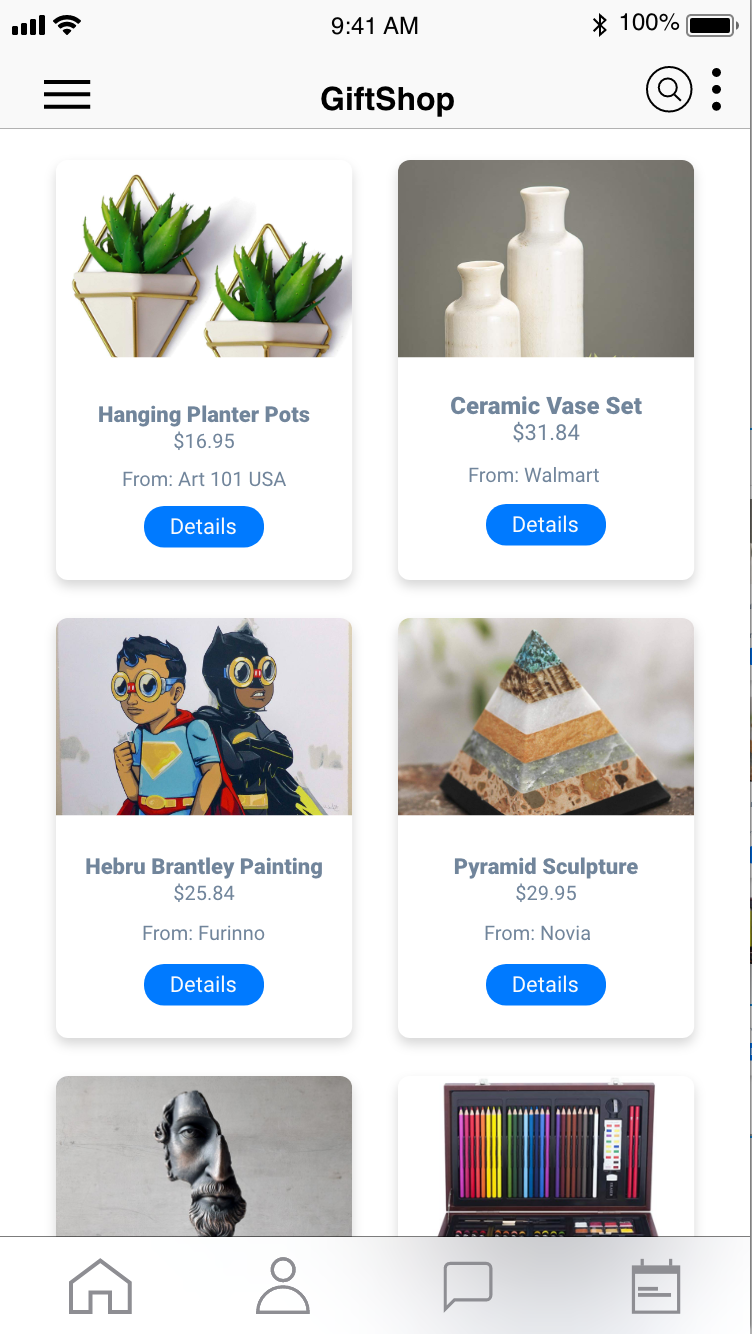 9:41 AM
100%
GiftShop
Hanging Planter Pots
$16.95
From: Art 101 USA
Details
Ceramic Vase Set
$31.84
From: Walmart
Details
Hebru Brantley Painting
$25.84
From: Furinno
Details
Pyramid Sculpture
$29.95
From: Novia
Details